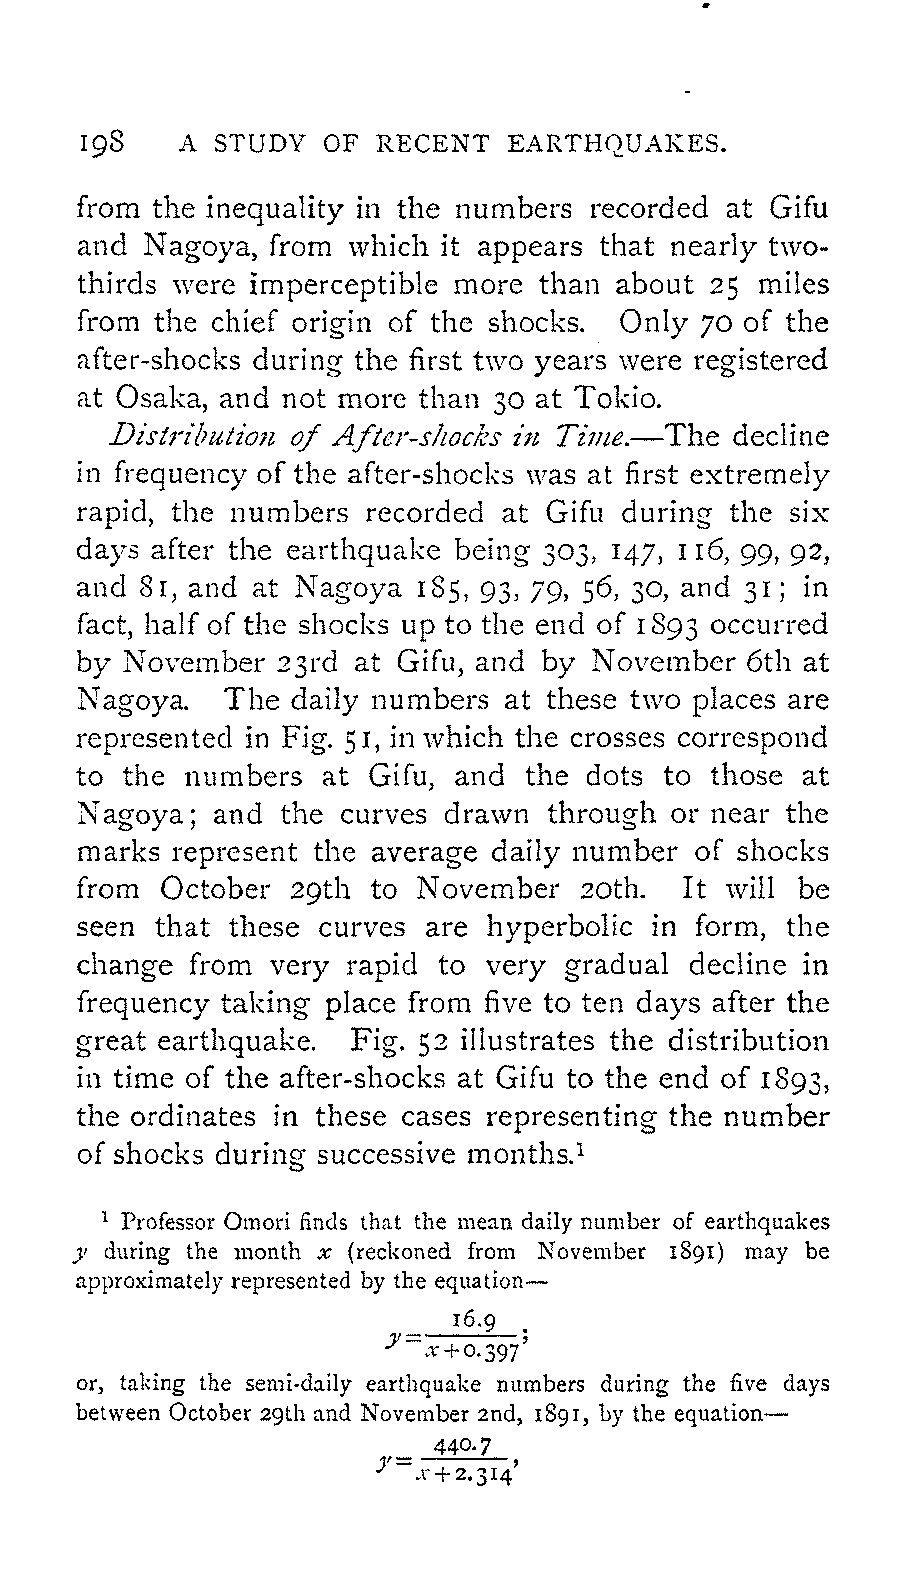 198 A STUDY OF RECENT EARTHQUAKES.
from the inequality in the numbers recorded at Gifu
and Nagoya, from which it appears that nearly two-
thirds were imperceptible more than about 25 miles
from the chief origin of the shocks. Only 70 of the
after-shocks during the first two years were registered
at Osaka, and not more than 30 at Tokio.
Distribution of After-shocks in Time.—The decline
in frequency of the after-shocks was at first extremely
rapid, the numbers recorded at Gifu during the six
days after the earthquake being 303, 147, 116, 99, 92,
and 81, and at Nagoya 185, 93, 79, 56, 30, and 31; in
fact, half of the shocks up to the end of 1893 occurred
by November 23rd at Gifu, and by November 6th at
Nagoya. The daily numbers at these two places are
represented in Fig. 51, in which the crosses correspond
to the numbers at Gifu, and the dots to those at
Nagoya; and the curves drawn through or near the
marks represent the average daily number of shocks
from October 29th to November 20th. It will be
seen that these curves are hyperbolic in form, the
change from very rapid to very gradual decline in
frequency taking place from five to ten days after the
great earthquake. Fig. 52 illustrates the distribution
in time of the after-shocks at Gifu to the end of 1893,
the ordinates in these cases representing the number
of shocks during successive months.¹
¹ Professor Omori finds that the mean daily number of earthquakes
y during the month x (reckoned from November 1891) may be
approximately represented by the equation—
16.9
y= ;
x+0.397
or, taking the semi-daily earthquake numbers during the five days
between October 29th and November 2nd, 1891, by the equation—
440.7
y= ,
x+2.314